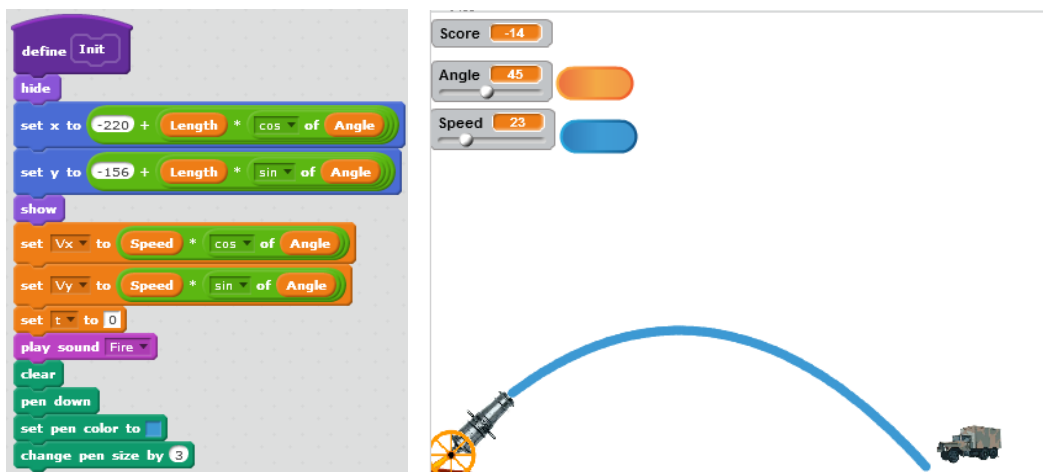 define Init
hide
set x to -220 + Length * cos of Angle
set y to -156 + Length * sin of Angle
show
set Vx to Speed * cos of Angle
set Vy to Speed * sin of Angle
set t to 0
play sound Fire
clear
pen down
set pen color to
change pen size by 3
Score -14
Angle 45
Speed 23